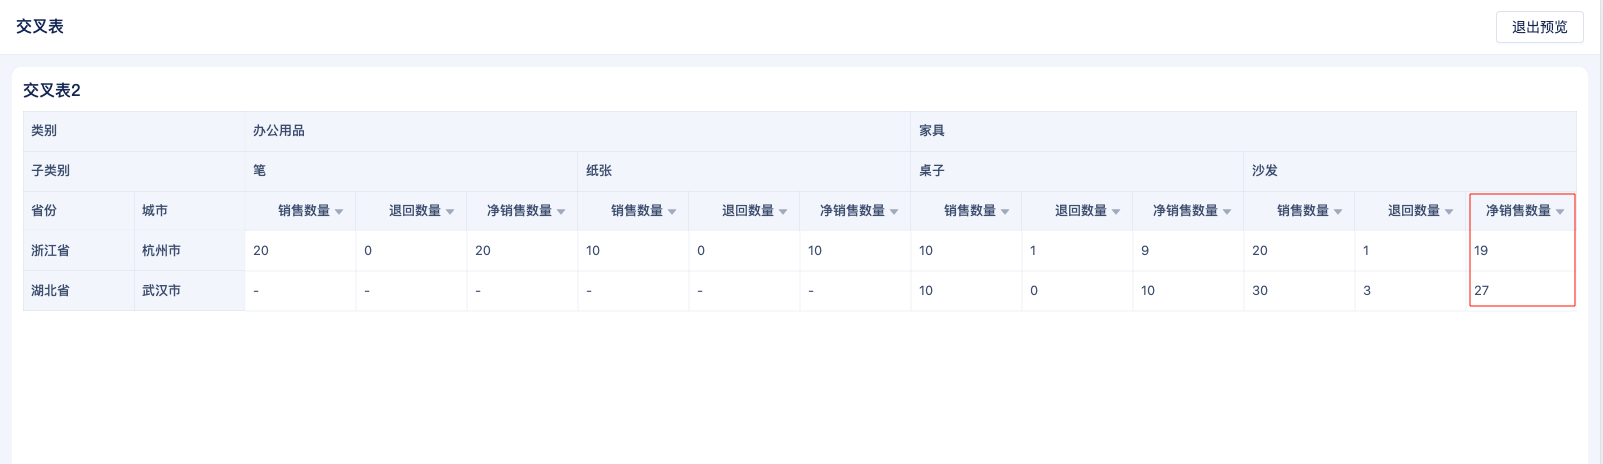 交叉表
退出预览
交叉表2
类别 办公用品 家具
子类别 笔 纸张 桌子 沙发
省份 城市 销售数量 退回数量 净销售数量 销售数量 退回数量 净销售数量 销售数量 退回数量 净销售数量 销售数量 退回数量 净销售数量
浙江省 杭州市 20 0 20 10 0 10 10 1 9 20 1 19
湖北省 武汉市 - - - - - - 10 0 10 30 3 27